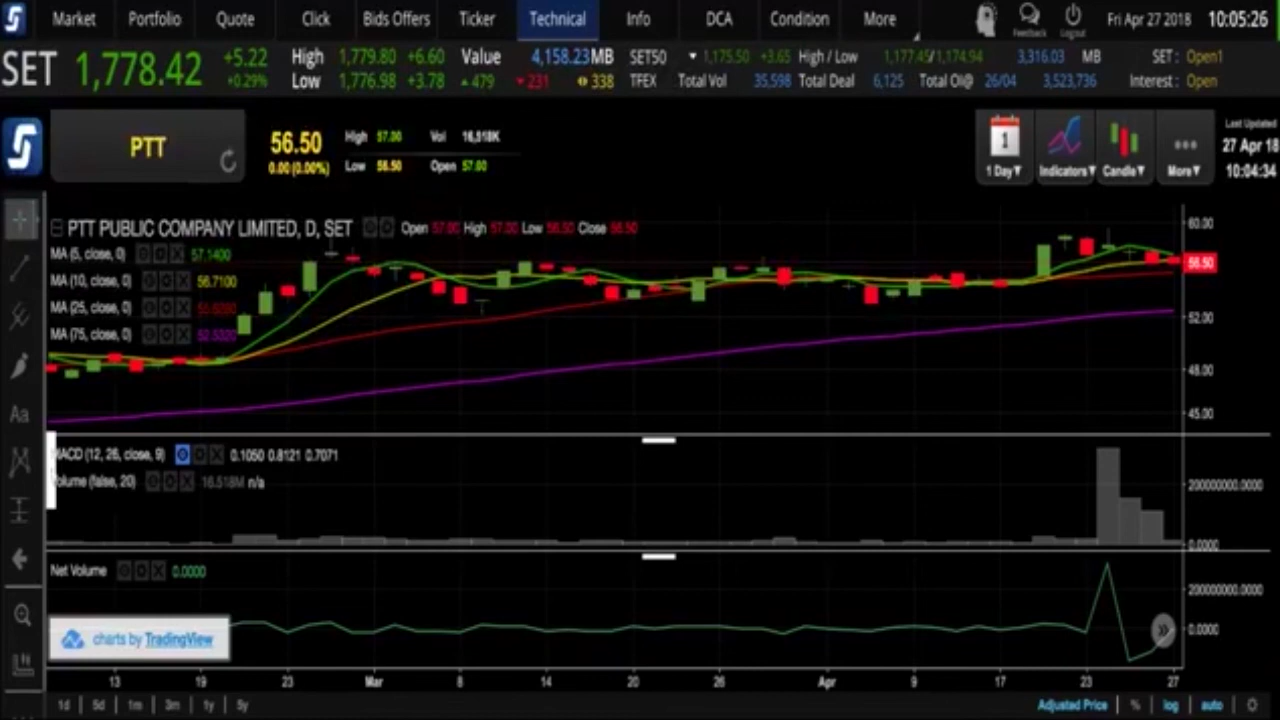 Market Portfolio Quote Click Bids Offers Ticker Technical Info DCA Condition More Feedback Logout Fri Apr 27 2018 10:05:26
SET 1,778.42 +5.22 +0.29%
High 1,779.80 +6.60 Value 4,158.23MB SET50 1,175.50 +3.65 High / Low 1,177.45/1,174.94 3,316.03 MB SET : Open1
Low 1,776.98 +3.78 479 231 338 TFEX Total Vol 35,598 Total Deal 6,125 Total OI@ 26/04 3,523,736 Interest : Open
PTT
56.50
0.00 (0.00%)
High 57.00 Vol 16,518K
Low 56.50 Open 57.00
1
1 Day Indicators Candle More
Last Updated
27 Apr 18
10:04:34
PTT PUBLIC COMPANY LIMITED, D, SET Open 57.00 High 57.00 Low 56.50 Close 56.50
MA (5, close, 0) 57.1400
MA (10, close, 0) 56.7100
MA (25, close, 0)
MA (75, close, 0)
60.00
56.50
52.00
48.00
45.00
MACD (12, 26, close, 9) 0.1050 0.8121 0.7071
Volume (false, 20) 16.518M n/a
200000000.0000
0.0000
Net Volume 0.0000
200000000.0000
0.0000
charts by TradingView
13 19 23 Mar 8 14 20 26 Apr 9 17 23 27
1d 5d 1m 3m 1y 5y Adjusted Price % log auto
Aa